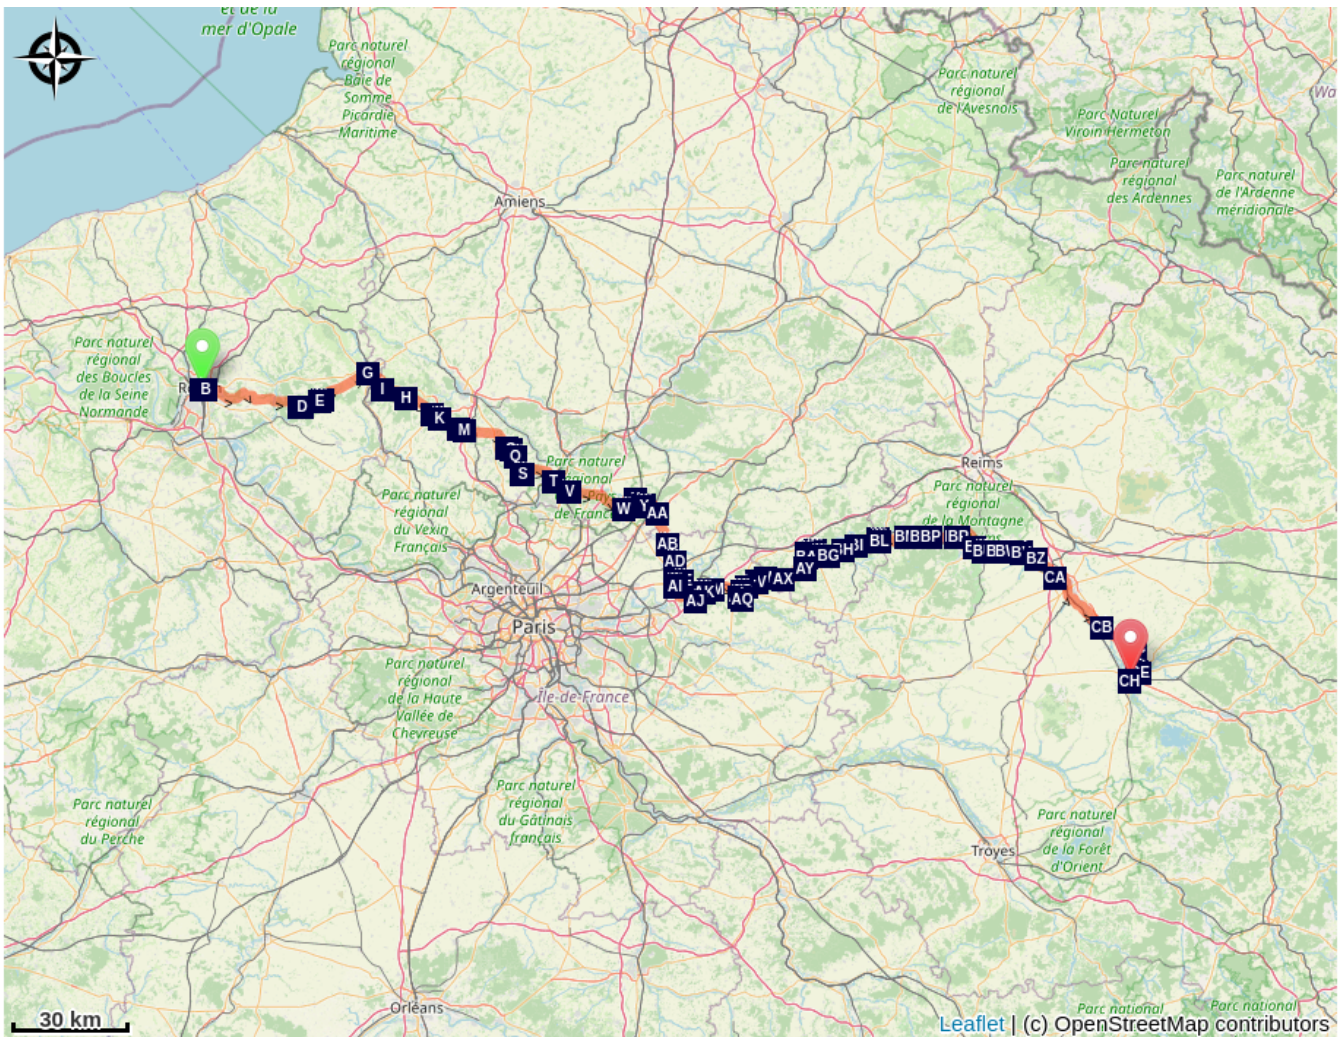 et de la
mer d'Opale
Parc naturel
régional
Baie de
Somme
Picardie
Maritime
Parc naturel
régional
de l'Avesnois
Parc Naturel
Viroin-Hermeton
Parc naturel
régional
des Ardennes
Parc naturel
de l'Ardenne
méridionale
Wa
Amiens
Parc naturel
régional
des Boucles
de la Seine
Normande
B
D
E
G
I
H
K
M
Q
S
T
V
W
Y
AA
AB
AD
AI
AJ
AQ
AX
AY
BG
BL
BP
BZ
CA
CB
CH
Parc naturel
régional
de France
Parc naturel
régional
du Vexin
Français
Reims
Parc naturel
régional
de la Montagne
Argenteuil
Paris
Île-de-France
Parc naturel
régional
de la Haute
Vallée de
Chevreuse
Parc naturel
régional
du Gâtinais
français
Parc naturel
régional
du Perche
Troyes
Parc naturel
régional
de la Forêt
d'Orient
Orléans
Parc national
Parc national
30 km
Leaflet | (c) OpenStreetMap contributors